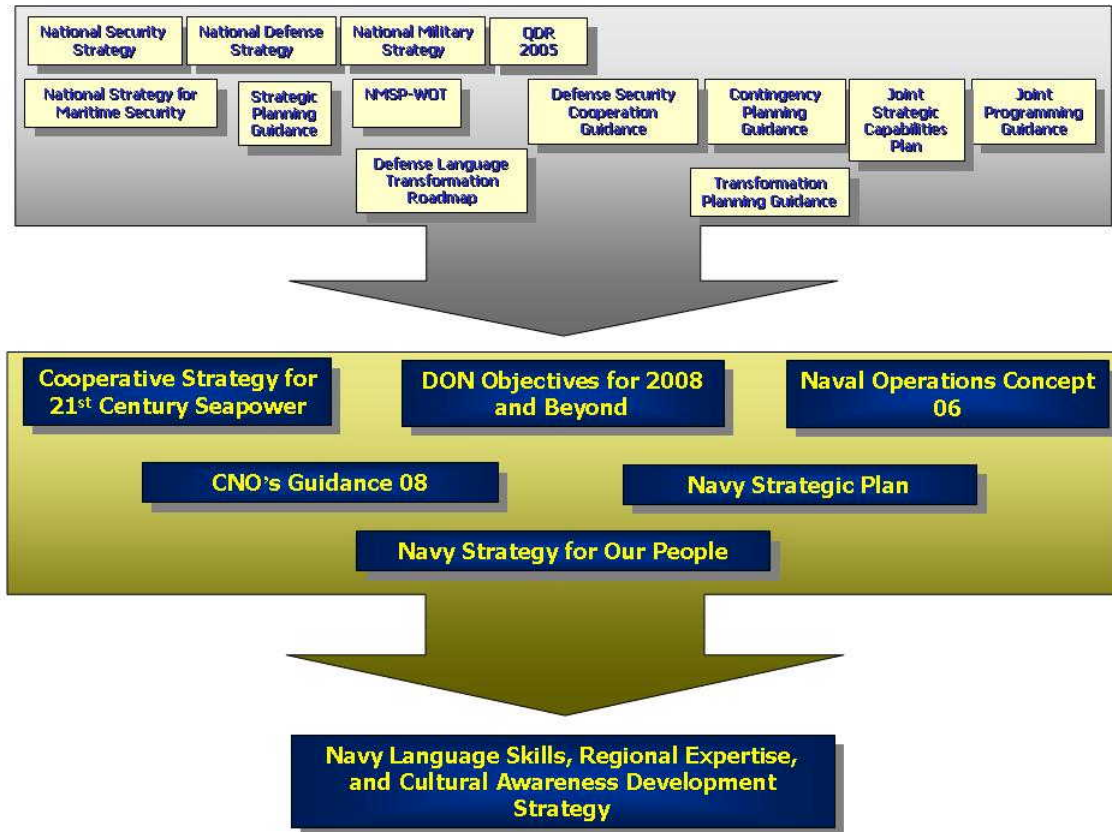 National Security
Strategy
National Defense
Strategy
National Military
Strategy
QDR
2005
National Strategy for
Maritime Security
Strategic
Planning
Guidance
NMSP-WOT
Defense Security
Cooperation
Guidance
Contingency
Planning
Guidance
Joint
Strategic
Capabilities
Plan
Joint
Programming
Guidance
Defense Language
Transformation
Roadmap
Transformation
Planning Guidance
Cooperative Strategy for
21st Century Seapower
DON Objectives for 2008
and Beyond
Naval Operations Concept
06
CNO's Guidance 08
Navy Strategic Plan
Navy Strategy for Our People
Navy Language Skills, Regional Expertise,
and Cultural Awareness Development
Strategy